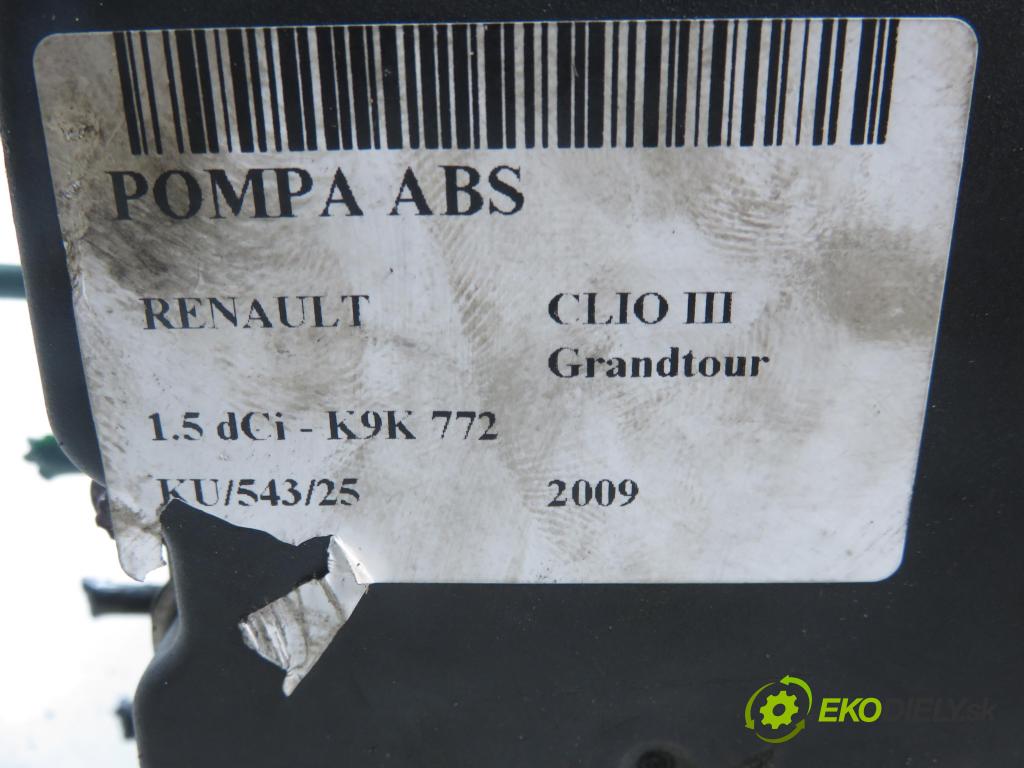 POMPA ABS
RENAULT CLIO III
Grandtour
1.5 dCi - K9K 772
KU/543/25 2009
EKODIELY.sk